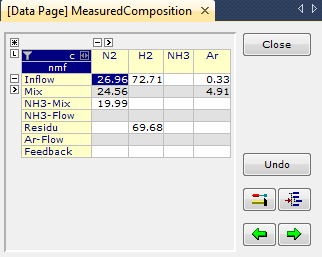 [Data Page] MeasuredComposition
c N2 H2 NH3 Ar
nmf
Inflow 26.96 72.71 0.33
Mix 24.56 4.91
NH3-Mix 19.99
NH3-Flow
Residu 69.68
Ar-Flow
Feedback
Close
Undo